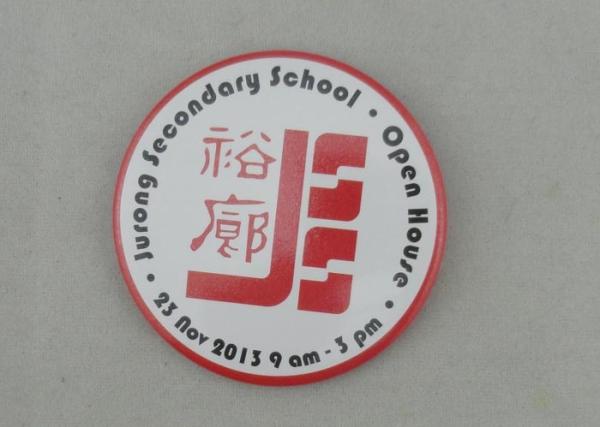 • Jurong Secondary School • Open House •
23 Nov 2013 9 am - 3 pm
裕
廊
JSS